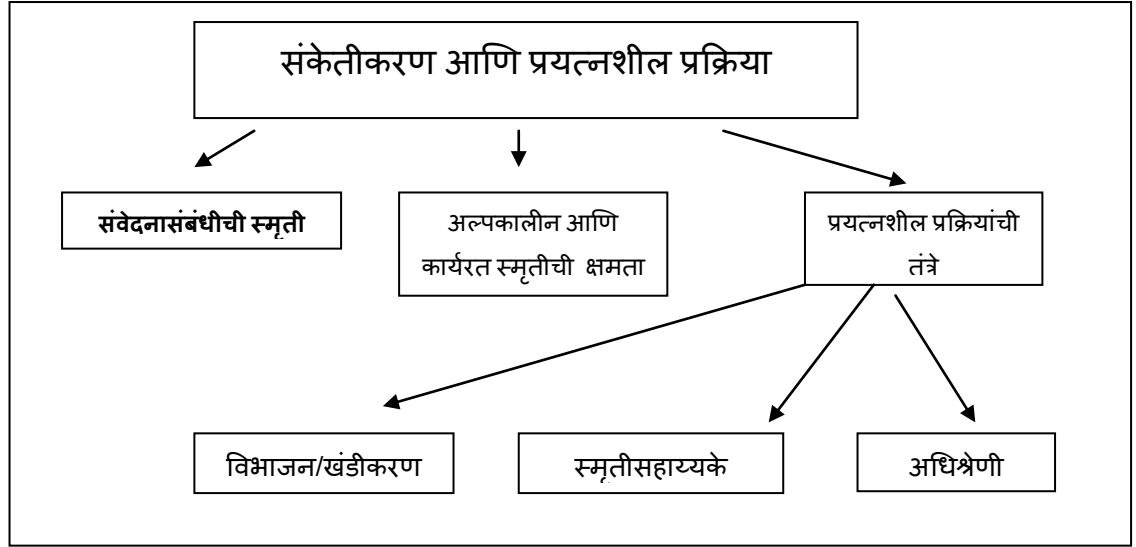 संकेतीकरण आणि प्रयत्नशील प्रक्रिया
संवेदनासंबंधीची स्मृती
अल्पकालीन आणि
कार्यरत स्मृतीची क्षमता
प्रयत्नशील प्रक्रियांची
तंत्रे
विभाजन/खंडीकरण
स्मृतीसहाय्यके
अधिश्रेणी